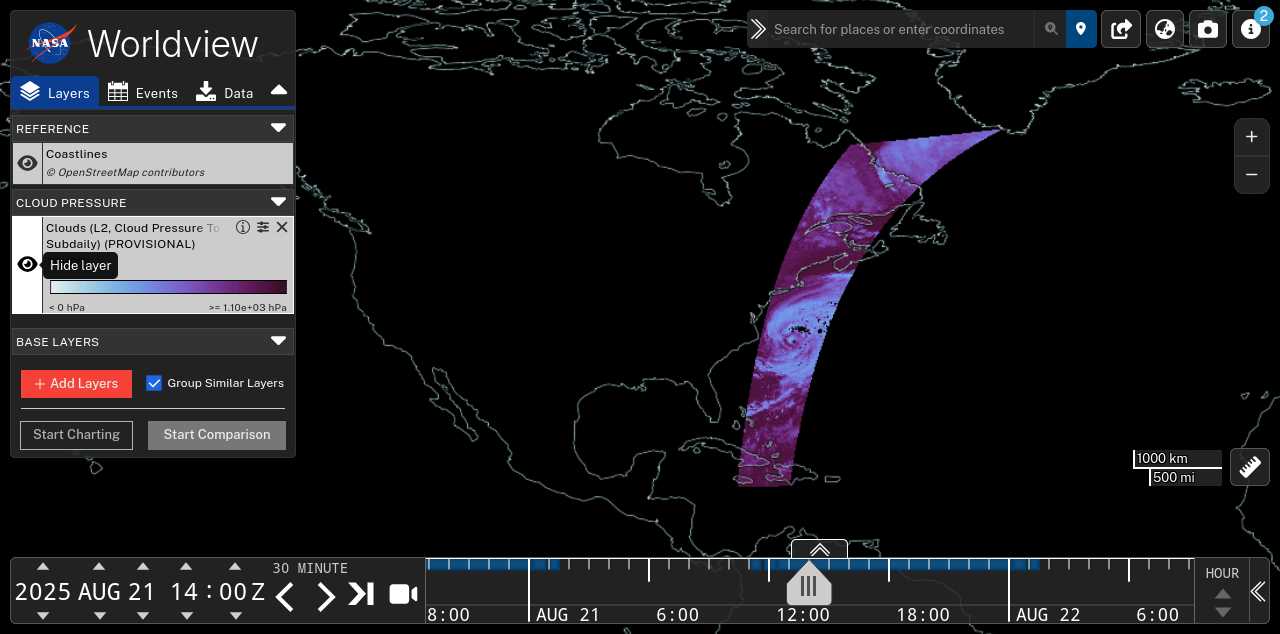 NASA
Worldview
Search for places or enter coordinates
2
Layers
Events
Data
REFERENCE
Coastlines
© OpenStreetMap contributors
CLOUD PRESSURE
Clouds (L2, Cloud Pressure To
Subdaily) (PROVISIONAL)
Hide layer
< 0 hPa
>= 1.10e+03 hPa
BASE LAYERS
+ Add Layers
Group Similar Layers
Start Charting
Start Comparison
+
−
1000 km
500 mi
2025 AUG 21 14:00 Z
30 MINUTE
8:00
AUG 21
6:00
12:00
18:00
AUG 22
6:00
HOUR